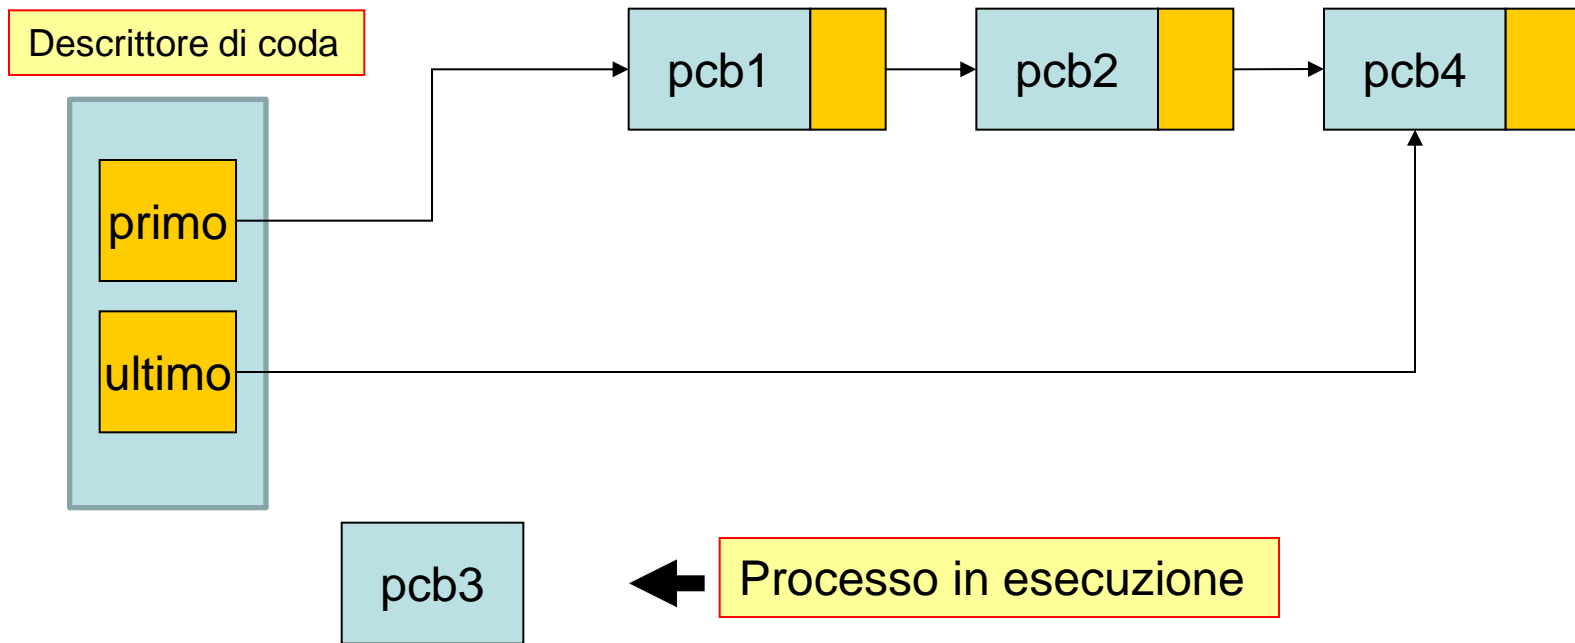 Descrittore di coda
pcb1
pcb2
pcb4
primo
ultimo
pcb3
Processo in esecuzione